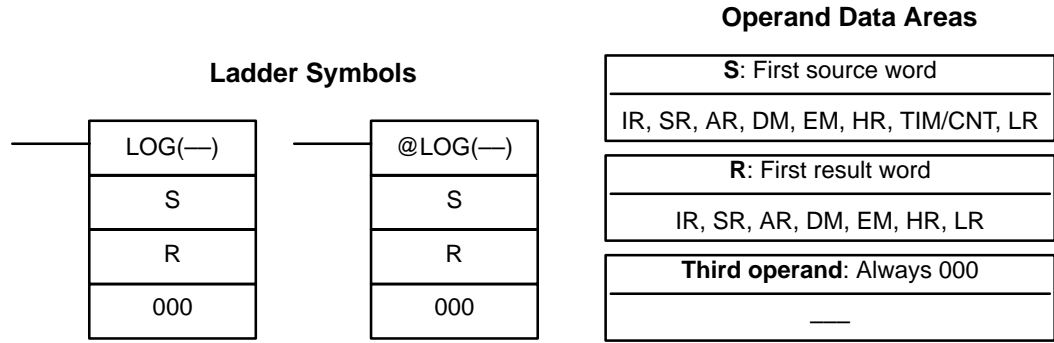 Ladder Symbols
LOG(––)
S
R
000
@LOG(––)
S
R
000
Operand Data Areas
S: First source word
IR, SR, AR, DM, EM, HR, TIM/CNT, LR
R: First result word
IR, SR, AR, DM, EM, HR, LR
Third operand: Always 000
––